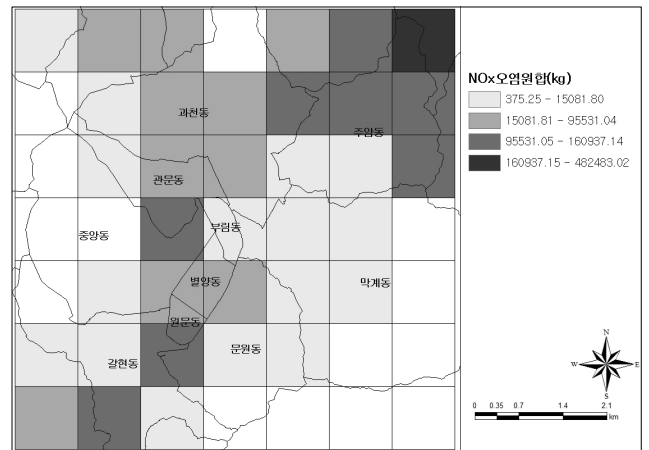 과천동
주암동
관문동
중앙동
부림동
별양동
막계동
원문동
갈현동
문원동
NOx오염원합(kg)
375.25 - 15081.80
15081.81 - 95531.04
95531.05 - 160937.14
160937.15 - 482483.02
N
W E
S
0 0.35 0.7 1.4 2.1
km